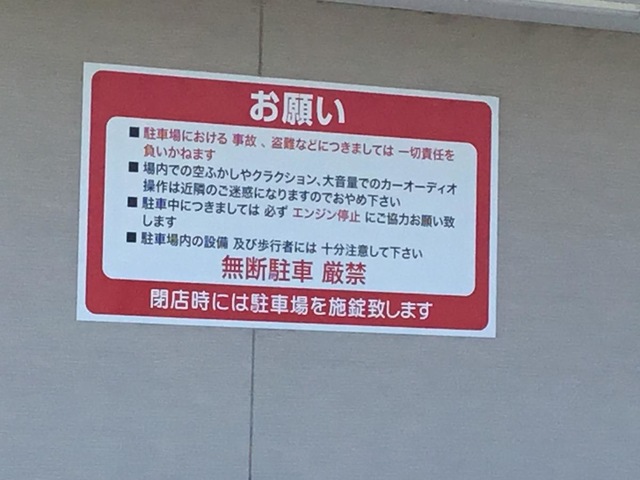 お願い
■ 駐車場における 事故 、盗難などにつきましては 一切責任を
負いかねます
■ 場内での空ふかしやクラクション、大音量でのカーオーディオ
操作は近隣のご迷惑になりますのでおやめ下さい
■ 駐車中につきましては 必ず エンジン停止 にご協力お願い致
します
■ 駐車場内の設備 及び歩行者には 十分注意して下さい
無断駐車 厳禁
閉店時には駐車場を施錠致します